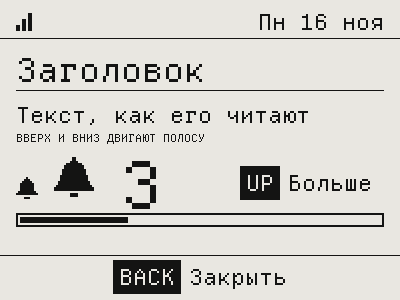 Пн 16 ноя
Заголовок
Текст, как его читают
ВВЕРХ И ВНИЗ ДВИГАЮТ ПОЛОСУ
3 UP Больше
BACK Закрыть